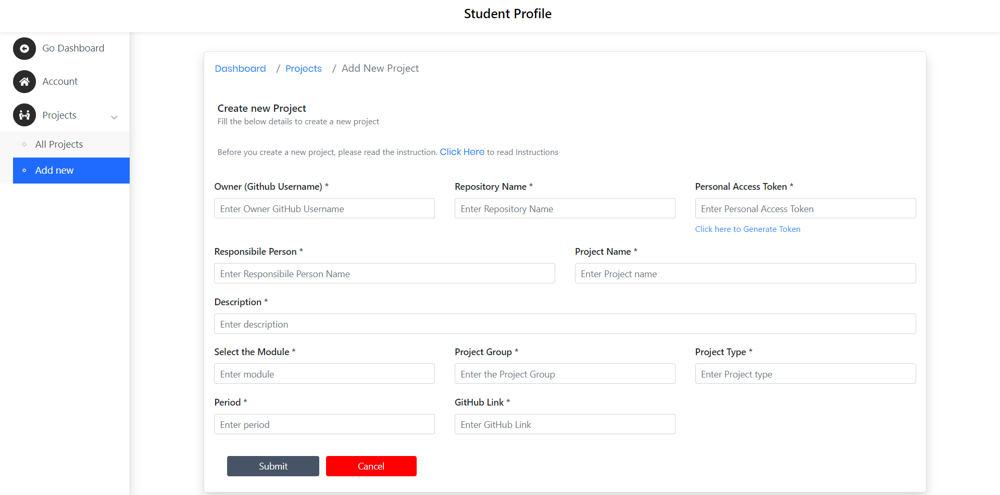 Student Profile
Go Dashboard
Account
Projects
All Projects
Add new
Dashboard / Projects / Add New Project
Create new Project
Fill the below details to create a new project
Before you create a new project, please read the instruction. Click Here to read Instructions
Owner (Github Username) * Repository Name * Personal Access Token *
Enter Owner GitHub Username Enter Repository Name Enter Personal Access Token
Click here to Generate Token
Responsibile Person * Project Name *
Enter Responsibile Person Name Enter Project name
Description *
Enter description
Select the Module * Project Group * Project Type *
Enter module Enter the Project Group Enter Project type
Period * GitHub Link *
Enter period Enter GitHub Link
Submit Cancel